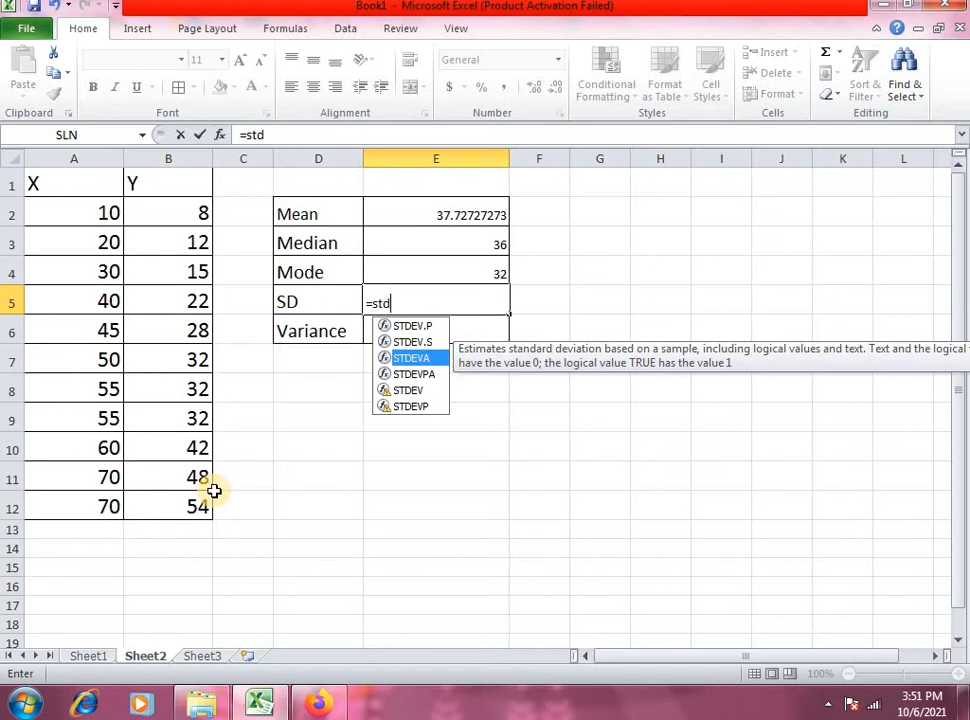 Book1 - Microsoft Excel (Product Activation Failed)
File Home Insert Page Layout Formulas Data Review View
Paste
Clipboard
11
B I U
Font
Alignment
General
$ % ,
Number
Conditional Formatting
Format as Table
Cell Styles
Styles
Insert
Delete
Format
Cells
Σ
Sort & Filter
Find & Select
Editing
SLN fx =std
A B C D E F G H I J K L
1 X Y
2 10 8 Mean 37.72727273
3 20 12 Median 36
4 30 15 Mode 32
5 40 22 SD =std
6 45 28 Variance
7 50 32
8 55 32
9 55 32
10 60 42
11 70 48
12 70 54
13
14
15
16
17
18
19
STDEV.P
STDEV.S
STDEVA
STDEVPA
STDEV
STDEVP
Estimates standard deviation based on a sample, including logical values and text. Text and the logical
have the value 0; the logical value TRUE has the value 1
Sheet1 Sheet2 Sheet3
Enter 100%
3:51 PM
10/6/2021